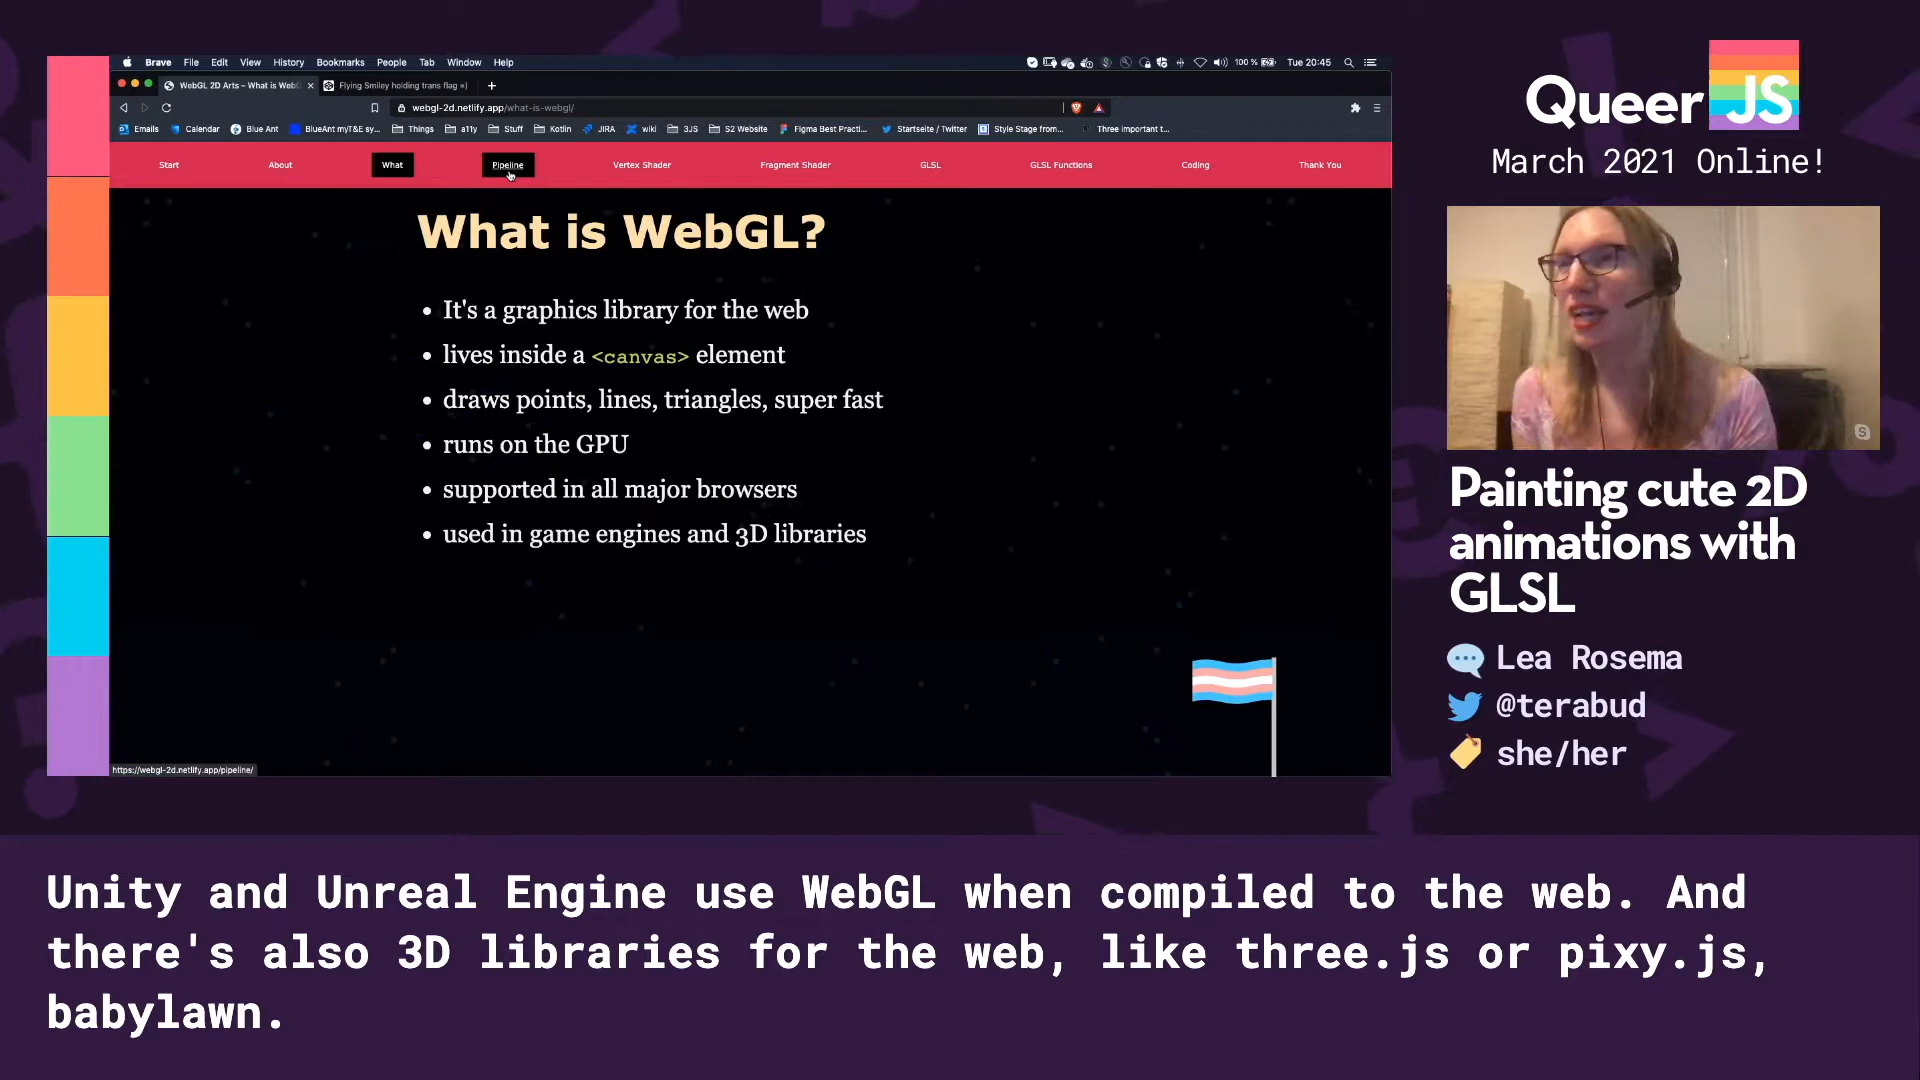 Brave File Edit View History Bookmarks People Tab Window Help
100 % Tue 20:45
WebGL 2D Arts – What is WebG
Flying Smiley holding trans flag =)
webgl-2d.netlify.app/what-is-webgl/
Emails Calendar Blue Ant BlueAnt myT&E sy... Things a11y Stuff Kotlin JIRA wiki 3JS S2 Website Figma Best Practi... Startseite / Twitter Style Stage from... Three important t...
Start About What Pipeline Vertex Shader Fragment Shader GLSL GLSL Functions Coding Thank You
What is WebGL?
• It's a graphics library for the web
• lives inside a <canvas> element
• draws points, lines, triangles, super fast
• runs on the GPU
• supported in all major browsers
• used in game engines and 3D libraries
https://webgl-2d.netlify.app/pipeline/
Queer JS
March 2021 Online!
Painting cute 2D
animations with
GLSL
Lea Rosema
@terabud
she/her
Unity and Unreal Engine use WebGL when compiled to the web. And
there's also 3D libraries for the web, like three.js or pixy.js,
babylawn.